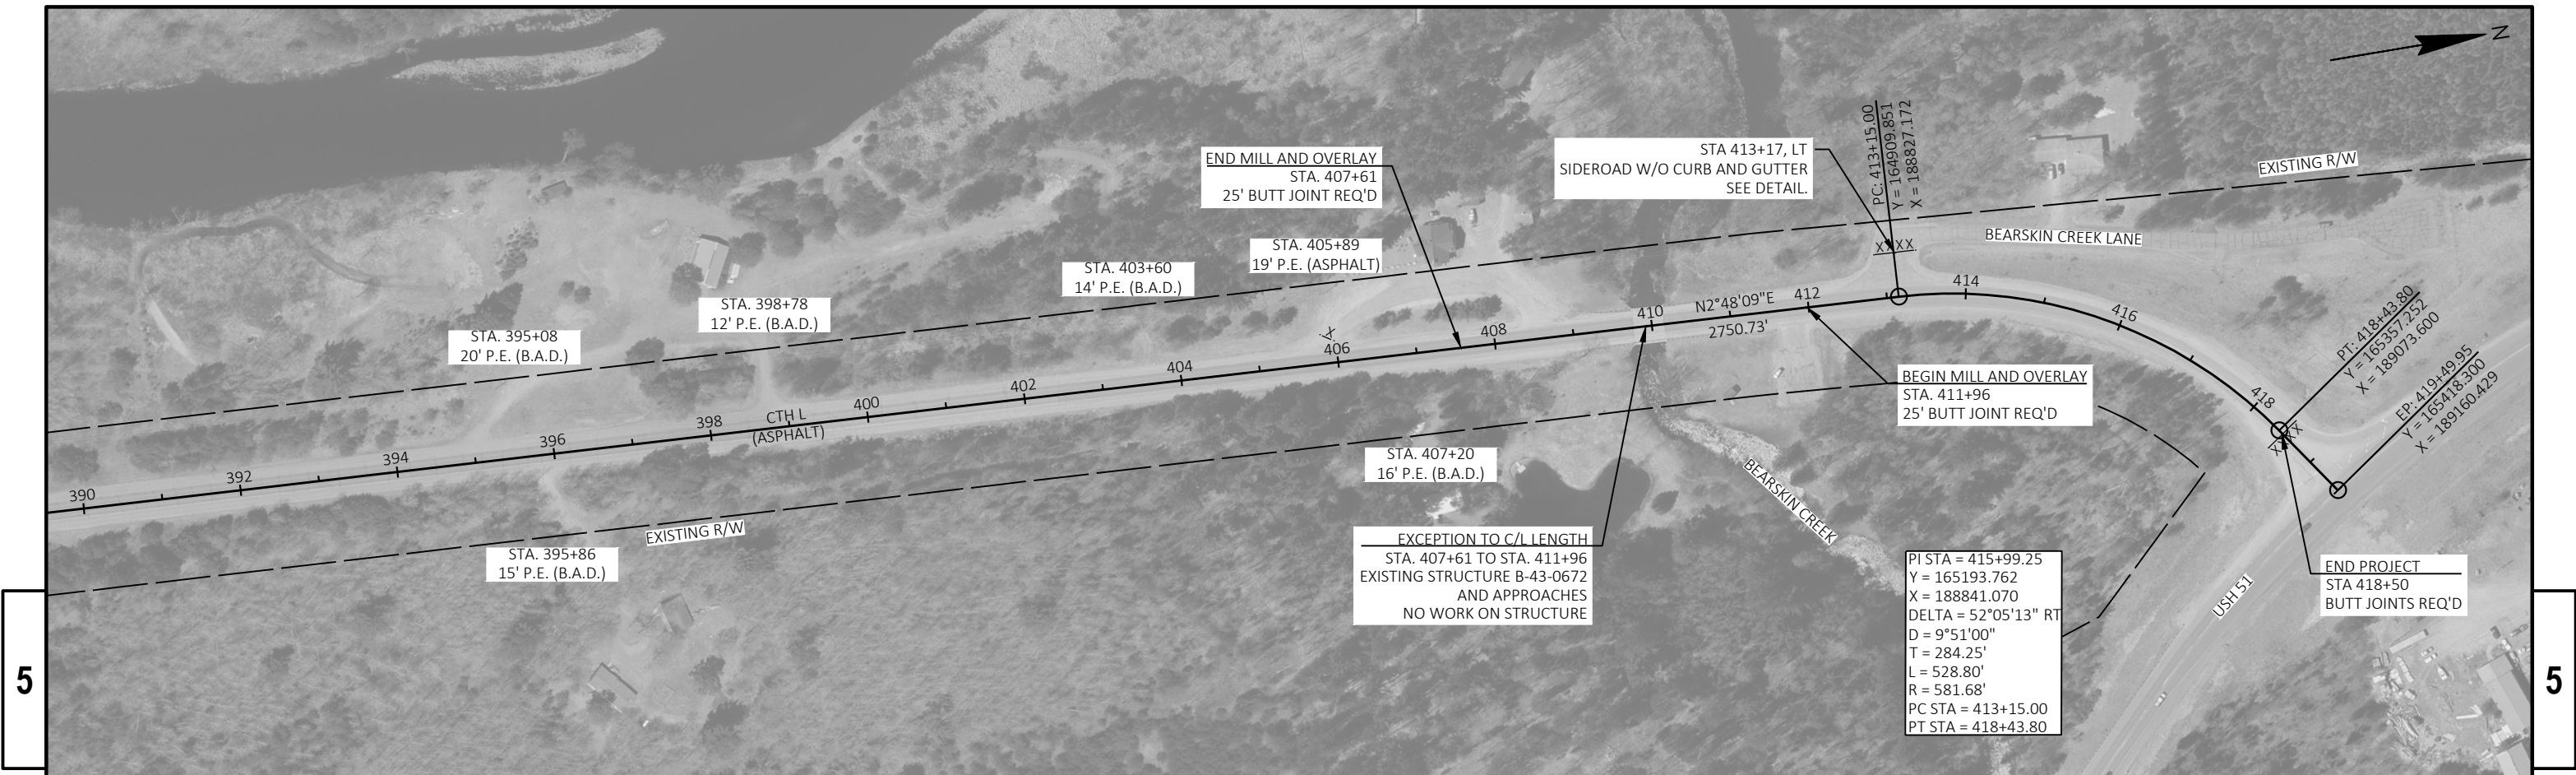 N
END MILL AND OVERLAY
STA. 407+61
25' BUTT JOINT REQ'D
STA 413+17, LT
SIDEROAD W/O CURB AND GUTTER
SEE DETAIL.
PC: 413+15.00
Y = 164909.851
X = 188827.172
EXISTING R/W
BEARSKIN CREEK LANE
XXXX
STA. 405+89
19' P.E. (ASPHALT)
STA. 403+60
14' P.E. (B.A.D.)
STA. 398+78
12' P.E. (B.A.D.)
STA. 395+08
20' P.E. (B.A.D.)
390
392
394
396
398
CTH L
(ASPHALT)
400
402
404
406
408
410
N2°48'09"E
2750.73'
412
414
416
418
PT: 418+43.80
Y = 165357.252
X = 189073.600
EP: 419+49.95
Y = 165418.300
X = 189160.429
XXXX
BEGIN MILL AND OVERLAY
STA. 411+96
25' BUTT JOINT REQ'D
STA. 407+20
16' P.E. (B.A.D.)
BEARSKIN CREEK
EXISTING R/W
STA. 395+86
15' P.E. (B.A.D.)
EXCEPTION TO C/L LENGTH
STA. 407+61 TO STA. 411+96
EXISTING STRUCTURE B-43-0672
AND APPROACHES
NO WORK ON STRUCTURE
PI STA = 415+99.25
Y = 165193.762
X = 188841.070
DELTA = 52°05'13" RT
D = 9°51'00"
T = 284.25'
L = 528.80'
R = 581.68'
PC STA = 413+15.00
PT STA = 418+43.80
USH 51
END PROJECT
STA 418+50
BUTT JOINTS REQ'D
5
5